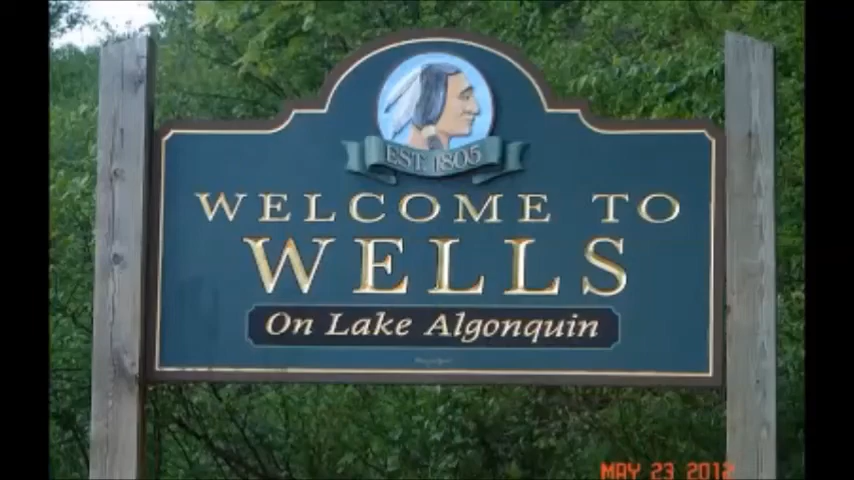 EST. 1805
WELCOME TO
WELLS
On Lake Algonquin
MAY 23 2012